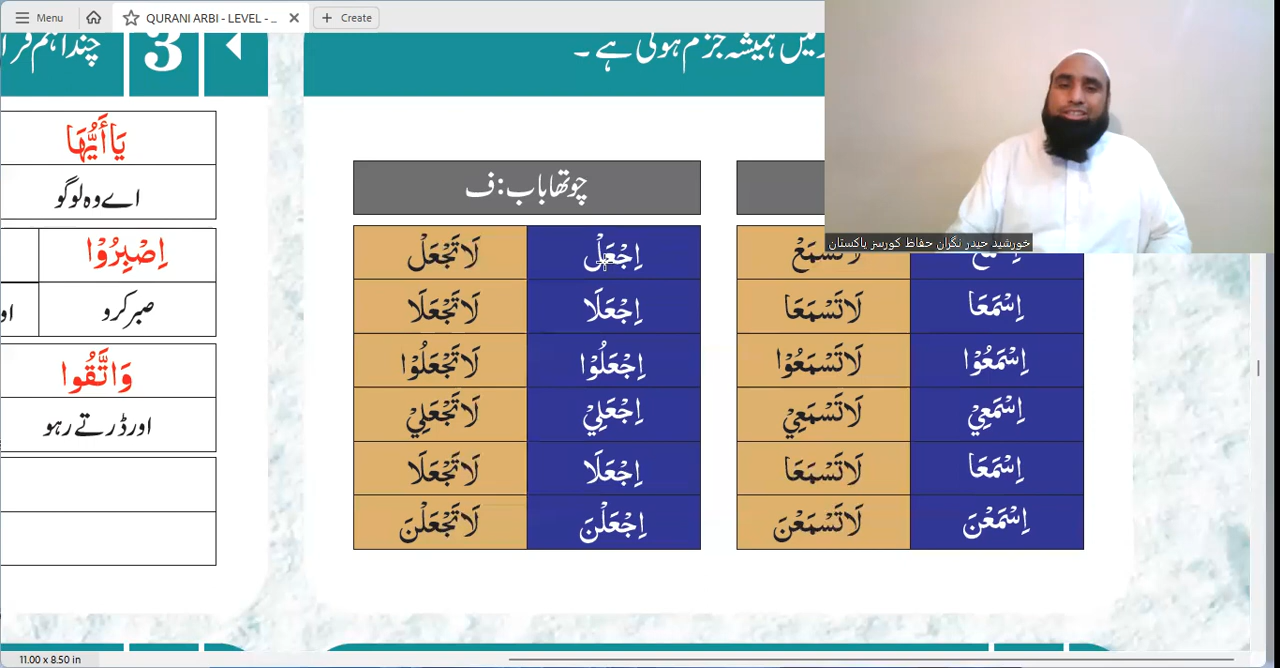 Menu
QURANI ARBI - LEVEL - ...
Create
میں ہمیشہ جزم ہوتی ہے ۔
3
چند اہم
چوتھا باب : ف
اِسْمَعْ لَا تَسْمَعْ
اِسْمَعَا لَا تَسْمَعَا
اِسْمَعُوْا لَا تَسْمَعُوْا
اِسْمَعِيْ لَا تَسْمَعِيْ
اِسْمَعَا لَا تَسْمَعَا
اِسْمَعْنَ لَا تَسْمَعْنَ
اِجْعَلْ لَا تَجْعَلْ
اِجْعَلَا لَا تَجْعَلَا
اِجْعَلُوْا لَا تَجْعَلُوْا
اِجْعَلِيْ لَا تَجْعَلِيْ
اِجْعَلَا لَا تَجْعَلَا
اِجْعَلْنَ لَا تَجْعَلْنَ
يَا أَيُّهَا
اے وہ لوگو
اِصْبِرُوْا
صبر کرو
وَاتَّقُوا
اور ڈرتے رہو
خورشید حیدر نگران حفاظ کورسز پاکستان
11.00 x 8.50 in